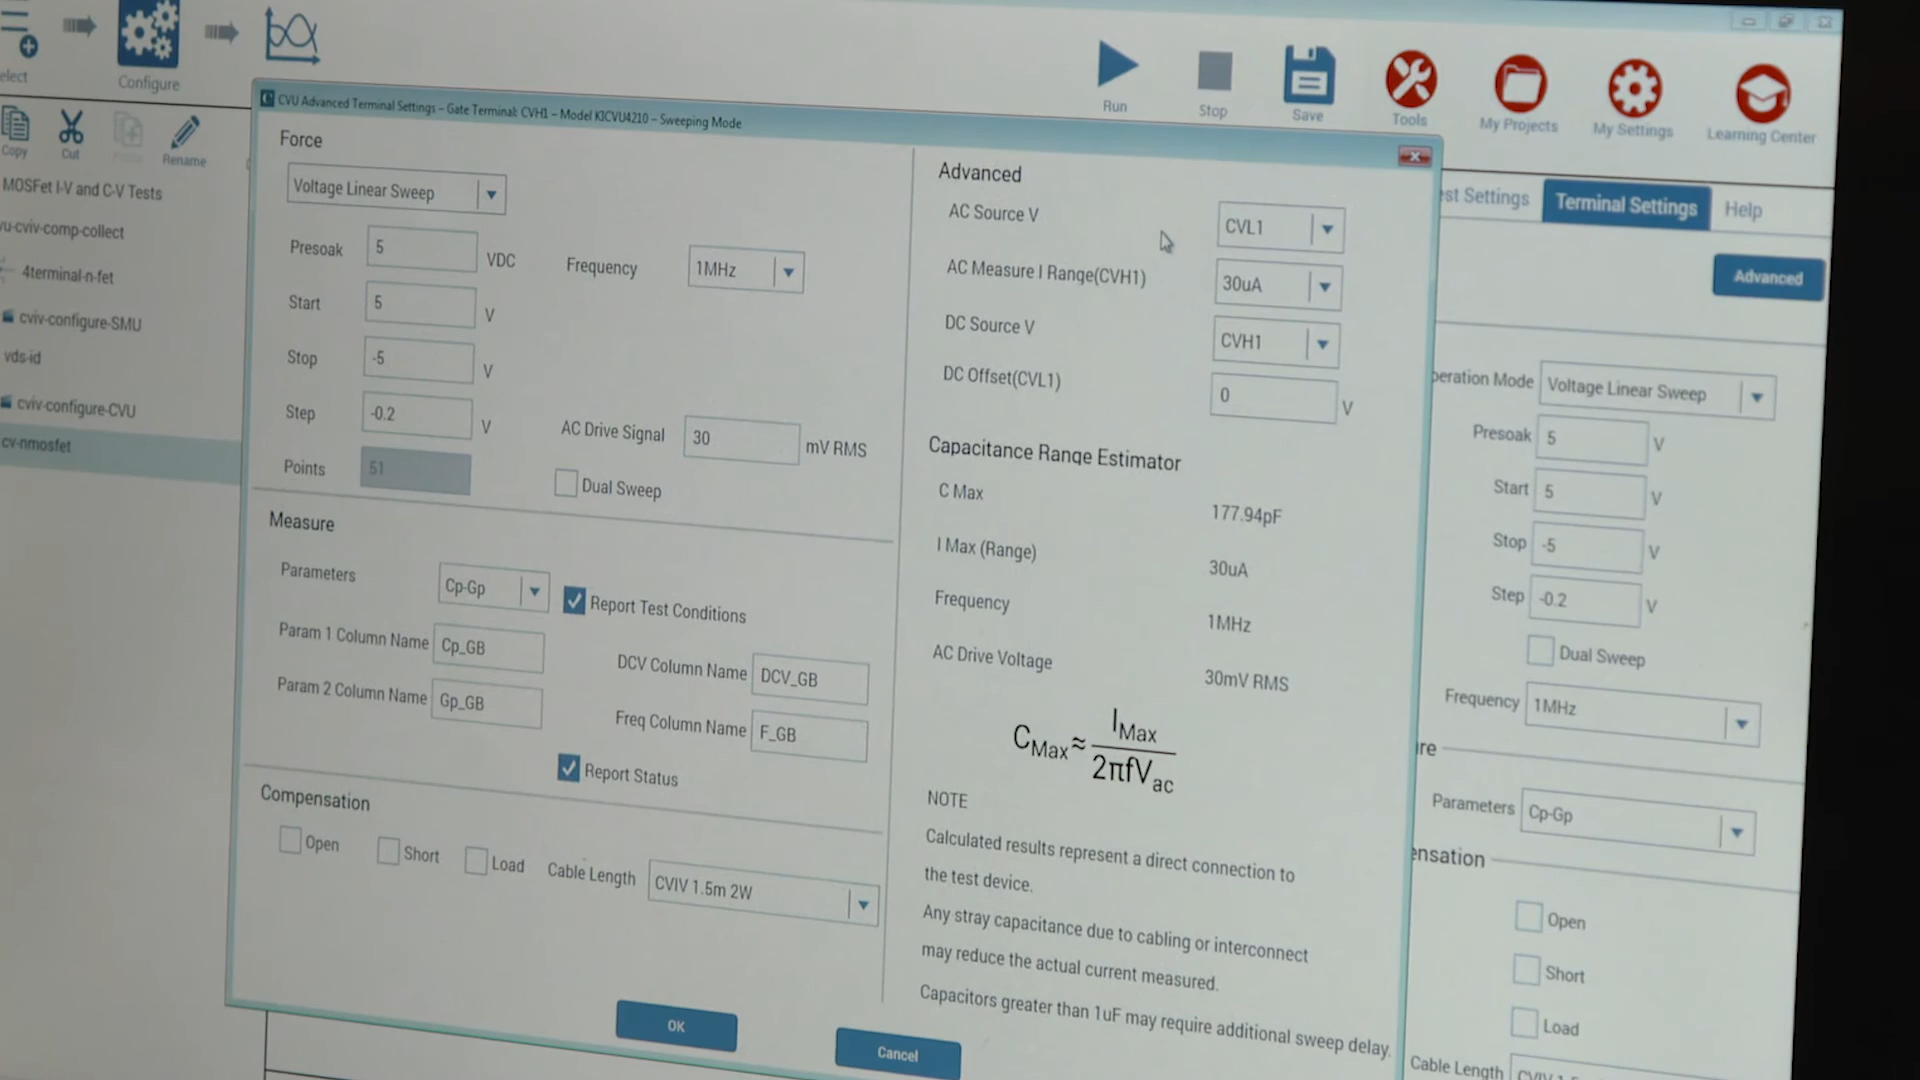 elect
Configure
Run
Stop
Save
Tools
My Projects
My Settings
Learning Center
Copy
Cut
Rename
MOSFet I-V and C-V Tests
vu-cviv-comp-collect
4terminal-n-fet
cviv-configure-SMU
vds-id
cviv-configure-CVU
cv-nmosfet
CVU Advanced Terminal Settings – Gate Terminal: CVH1 – Model KICVU4210 – Sweeping Mode
Force
Voltage Linear Sweep
Presoak 5 VDC
Frequency 1MHz
Start 5 V
Stop -5 V
Step -0.2 V
AC Drive Signal 30 mV RMS
Points 51
Dual Sweep
Measure
Parameters Cp-Gp
Report Test Conditions
Param 1 Column Name Cp_GB
DCV Column Name DCV_GB
Param 2 Column Name Gp_GB
Freq Column Name F_GB
Report Status
Compensation
Open Short Load Cable Length CVIV 1.5m 2W
OK
Cancel
Advanced
AC Source V CVL1
AC Measure I Range(CVH1) 30uA
DC Source V CVH1
DC Offset(CVL1) 0 V
Capacitance Range Estimator
C Max 177.94pF
I Max (Range) 30uA
Frequency 1MHz
AC Drive Voltage 30mV RMS
CMax≈ IMax / 2πfVac
NOTE
Calculated results represent a direct connection to
the test device.
Any stray capacitance due to cabling or interconnect
may reduce the actual current measured.
Capacitors greater than 1uF may require additional sweep delay.
est Settings
Terminal Settings
Help
Advanced
peration Mode Voltage Linear Sweep
Presoak 5 V
Start 5 V
Stop -5 V
Step -0.2 V
Dual Sweep
Frequency 1MHz
re
Parameters Cp-Gp
ensation
Open
Short
Load
Cable Length